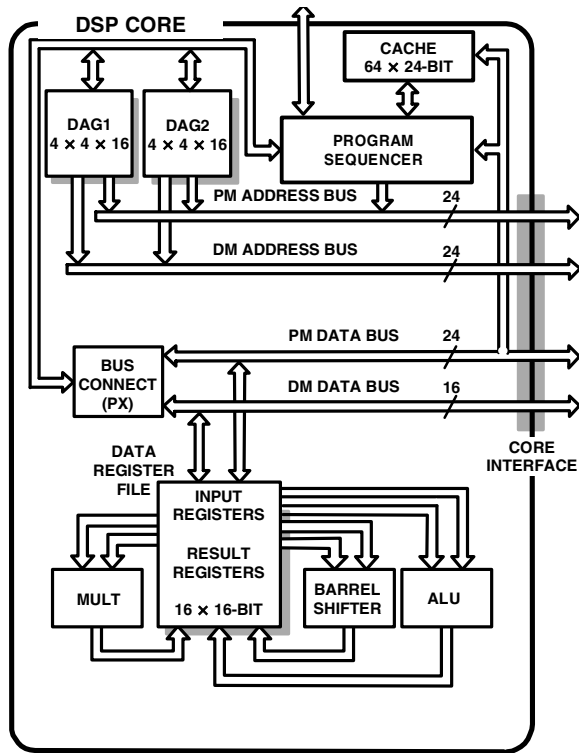 DSP CORE
CACHE
64 × 24-BIT
DAG1
4 × 4 × 16
DAG2
4 × 4 × 16
PROGRAM
SEQUENCER
PM ADDRESS BUS
24
DM ADDRESS BUS
24
PM DATA BUS
24
BUS
CONNECT
(PX)
DM DATA BUS
16
CORE
INTERFACE
DATA
REGISTER
FILE
INPUT
REGISTERS
RESULT
REGISTERS
16 × 16-BIT
MULT
BARREL
SHIFTER
ALU